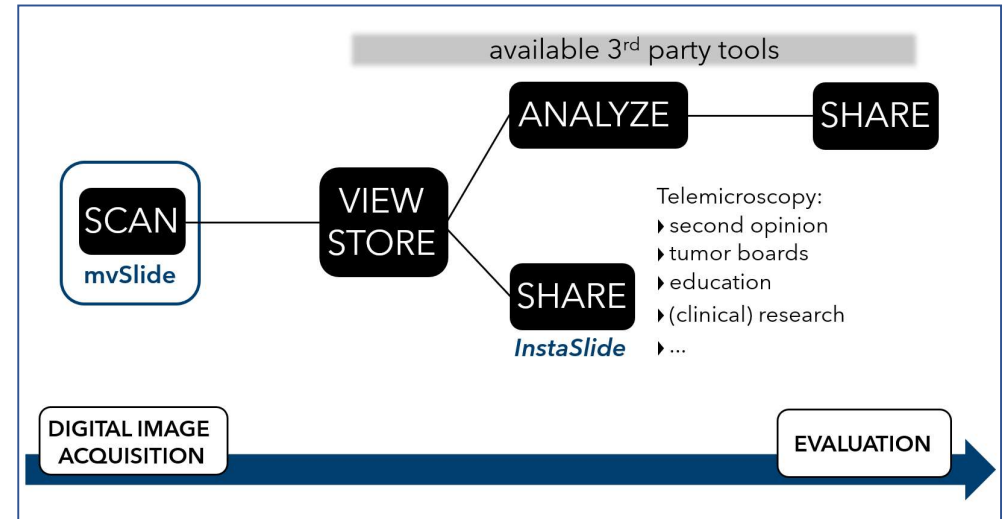 available 3rd party tools
ANALYZE
SHARE
SCAN
mvSlide
VIEW
STORE
SHARE
InstaSlide
Telemicroscopy:
▸ second opinion
▸ tumor boards
▸ education
▸ (clinical) research
▸ ...
DIGITAL IMAGE
ACQUISITION
EVALUATION